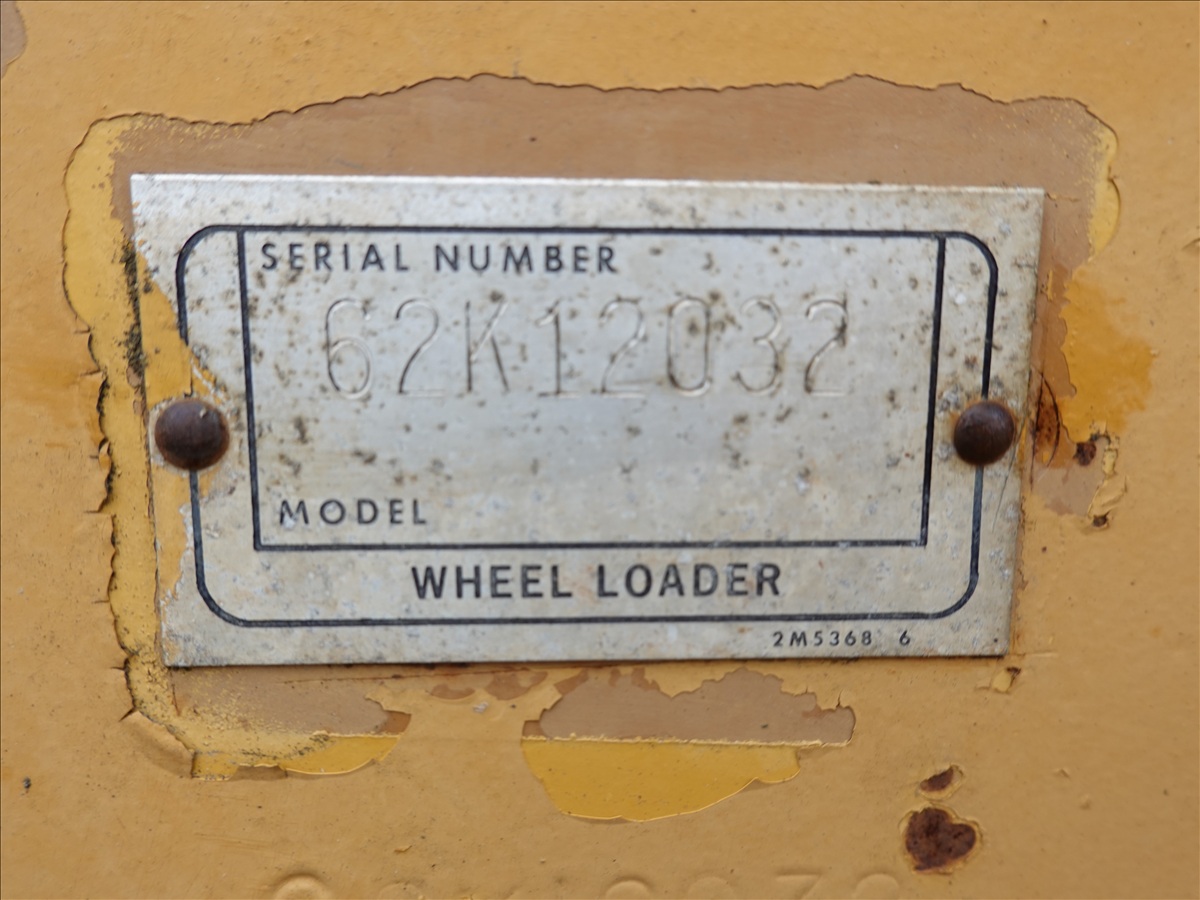 SERIAL NUMBER
62K12032
MODEL
WHEEL LOADER
2M5368 6